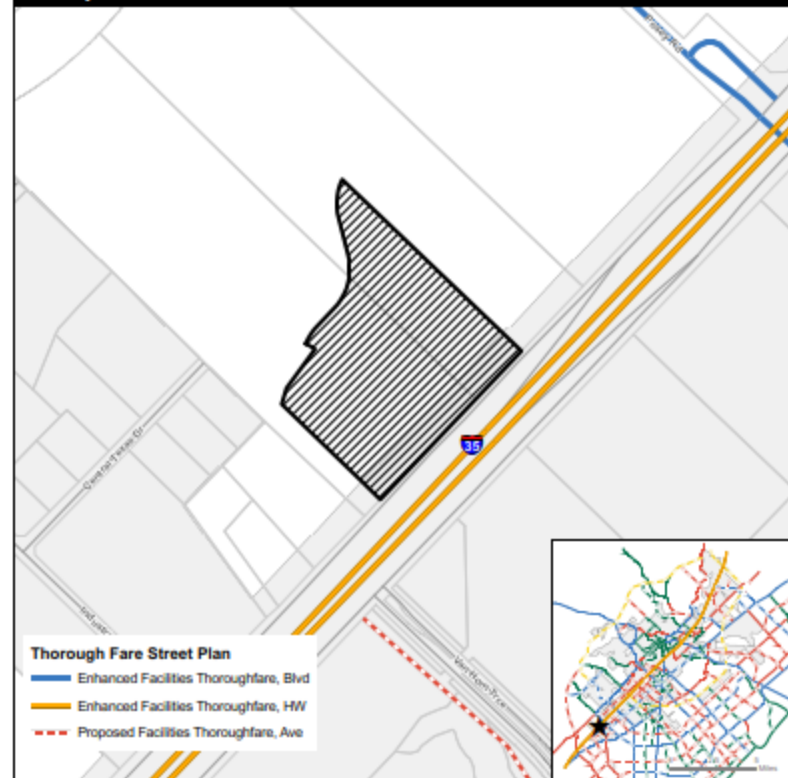 35
Central Texas Dr
Thorough Fare Street Plan
Enhanced Facilities Thoroughfare, Blvd
Enhanced Facilities Thoroughfare, HW
Proposed Facilities Thoroughfare, Ave
Miles